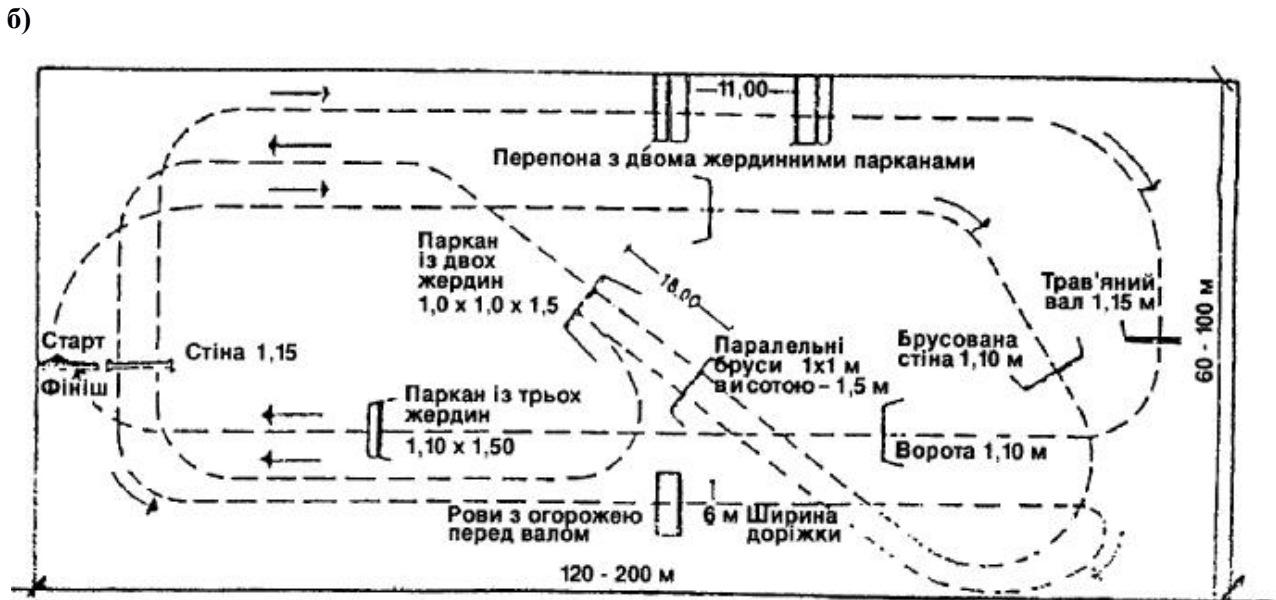 б)
11,00
Перепона з двома жердинними парканами
Паркан
із двох
жердин
1,0 х 1,0 х 1,5
18,00
Трав'яний
вал 1,15 м
Старт
Фініш
Стіна 1,15
Паралельні
бруси 1х1 м
висотою – 1,5 м
Брусована
стіна 1,10 м
60 - 100 м
Паркан із трьох
жердин
1,10 х 1,50
Ворота 1,10 м
Рови з огорожею
перед валом
6 м Ширина
доріжки
120 - 200 м